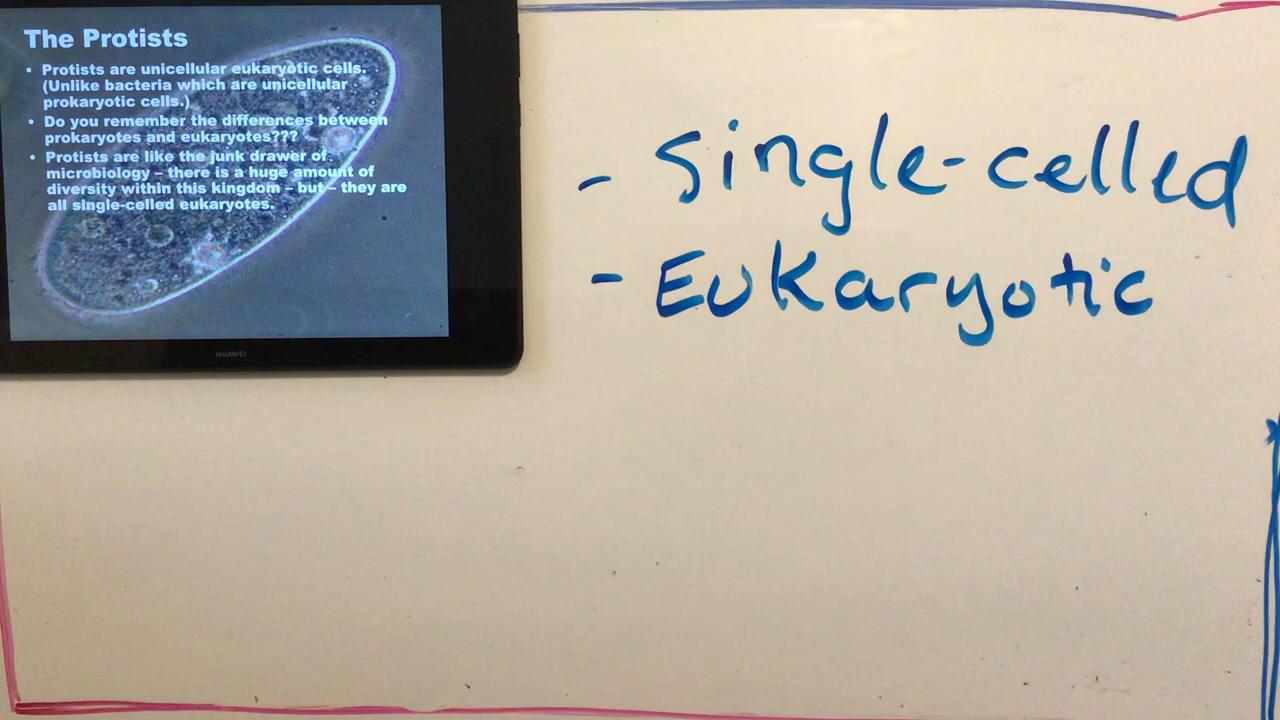 The Protists
• Protists are unicellular eukaryotic cells.
(Unlike bacteria which are unicellular
prokaryotic cells.)
• Do you remember the differences between
prokaryotes and eukaryotes???
• Protists are like the junk drawer of
microbiology – there is a huge amount of
diversity within this kingdom – but – they are
all single-celled eukaryotes.
HUAWEI
- Single-celled
- Eukaryotic